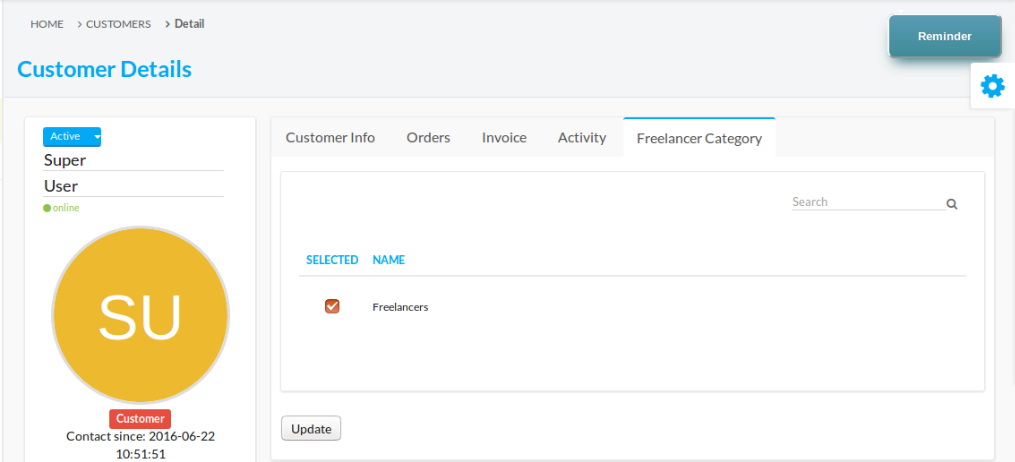 HOME > CUSTOMERS > Detail
Reminder
Customer Details
Active
Super
User
online
SU
Customer
Contact since: 2016-06-22
10:51:51
Customer Info Orders Invoice Activity Freelancer Category
Search
SELECTED NAME
Freelancers
Update